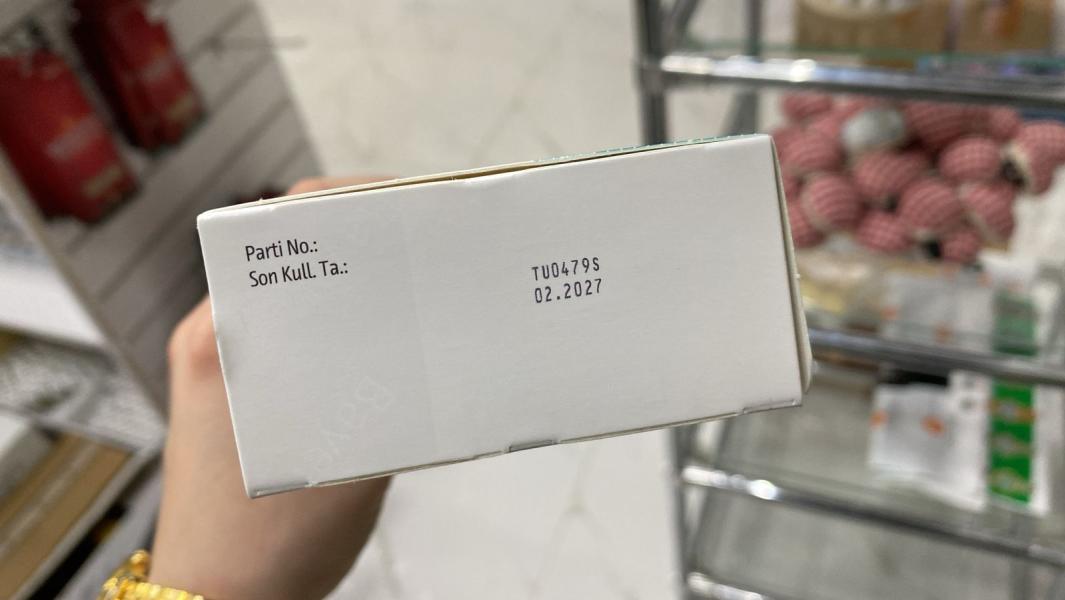 Parti No.:
Son Kull. Ta.:
TU0479S
02.2027